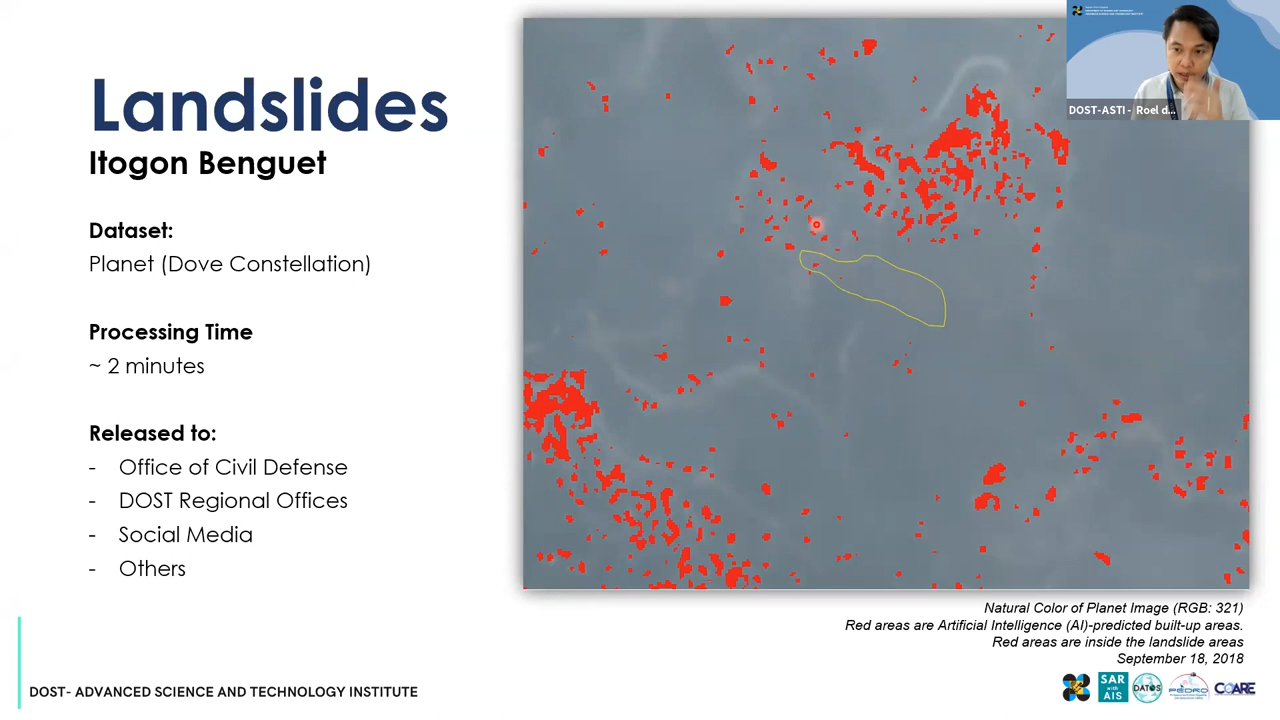 Landslides
Itogon Benguet
Dataset:
Planet (Dove Constellation)
Processing Time
~ 2 minutes
Released to:
- Office of Civil Defense
- DOST Regional Offices
- Social Media
- Others
DOST-ASTI - Roel d...
Natural Color of Planet Image (RGB: 321)
Red areas are Artificial Intelligence (AI)-predicted built-up areas.
Red areas are inside the landslide areas
September 18, 2018
DOST- ADVANCED SCIENCE AND TECHNOLOGY INSTITUTE
SAR
with
AIS
DATOS
PEDRO
COARE